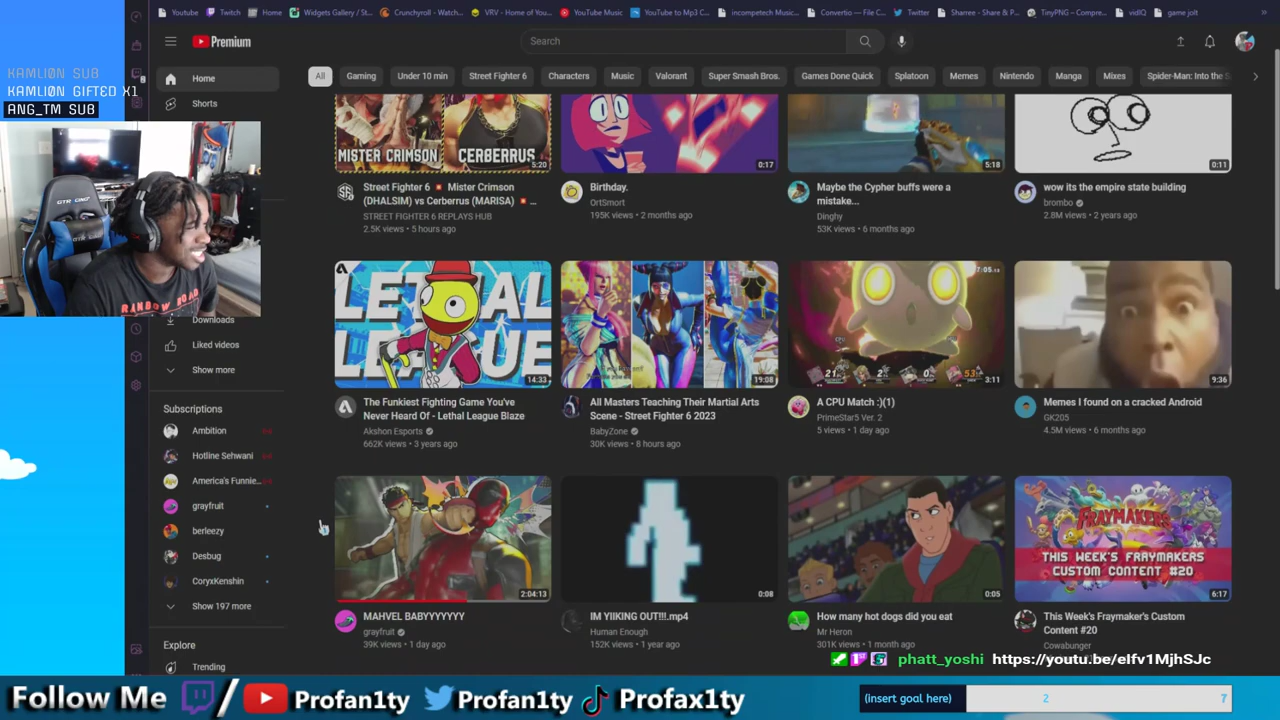 Youtube
Twitch
Home
Widgets Gallery / St...
Crunchyroll - Watch...
VRV - Home of You...
YouTube Music
YouTube to Mp3 C...
incompetech Music...
Convertio — File C...
Twitter
Sharree - Share & P...
TinyPNG – Compre...
vidIQ
game jolt
Premium
Search
KAMLION SUB
KAMLION GIFTED X1
ANG_TM SUB
Home
Shorts
All
Gaming
Under 10 min
Street Fighter 6
Characters
Music
Valorant
Super Smash Bros.
Games Done Quick
Splatoon
Memes
Nintendo
Manga
Mixes
Spider-Man: Into the S
MISTER CRIMSON
CERBERRUS
5:20
0:17
5:18
0:11
Street Fighter 6 Mister Crimson
(DHALSIM) vs Cerberrus (MARISA) ...
STREET FIGHTER 6 REPLAYS HUB
2.5K views • 5 hours ago
Birthday.
OrtSmort
195K views • 2 months ago
Maybe the Cypher buffs were a
mistake...
Dinghy
53K views • 6 months ago
wow its the empire state building
brombo
2.8M views • 2 years ago
Downloads
Liked videos
Show more
LETHAL
LEAGUE
14:33
19:08
7:05.18
3:11
9:36
The Funkiest Fighting Game You've
Never Heard Of - Lethal League Blaze
Akshon Esports
662K views • 3 years ago
All Masters Teaching Their Martial Arts
Scene - Street Fighter 6 2023
BabyZone
30K views • 8 hours ago
A CPU Match :)(1)
PrimeStar5 Ver. 2
5 views • 1 day ago
Memes I found on a cracked Android
GK205
4.5M views • 6 months ago
Subscriptions
Ambition
Hotline Sehwani
America's Funnie...
grayfruit
berleezy
Desbug
CoryxKenshin
Show 197 more
Explore
Trending
2:04:13
0:08
0:05
FRAYMAKERS
THIS WEEK'S FRAYMAKERS
CUSTOM CONTENT #20
6:17
MAHVEL BABYYYYYY
grayfruit
39K views • 1 day ago
IM YIIKING OUT!!!.mp4
Human Enough
152K views • 1 year ago
How many hot dogs did you eat
Mr Heron
301K views • 1 month ago
This Week's Fraymaker's Custom
Content #20
Cowabunger
phatt_yoshi https://youtu.be/eIfv1MjhSJc
Follow Me
/
Profan1ty
Profan1ty
Profax1ty
(insert goal here)
2
7